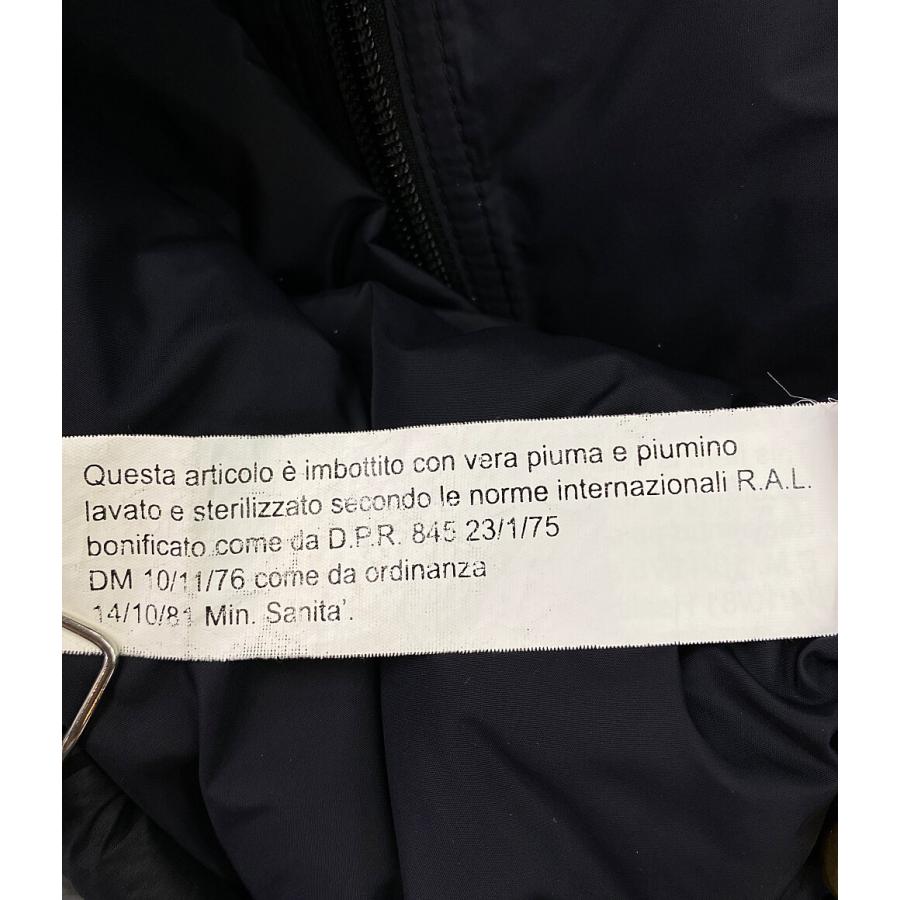 Questa articolo è imbottito con vera piuma e piumino
lavato e sterilizzato secondo le norme internazionali R.A.L.
bonificato come da D.P.R. 845 23/1/75
DM 10/11/76 come da ordinanza
14/10/81 Min. Sanita'.